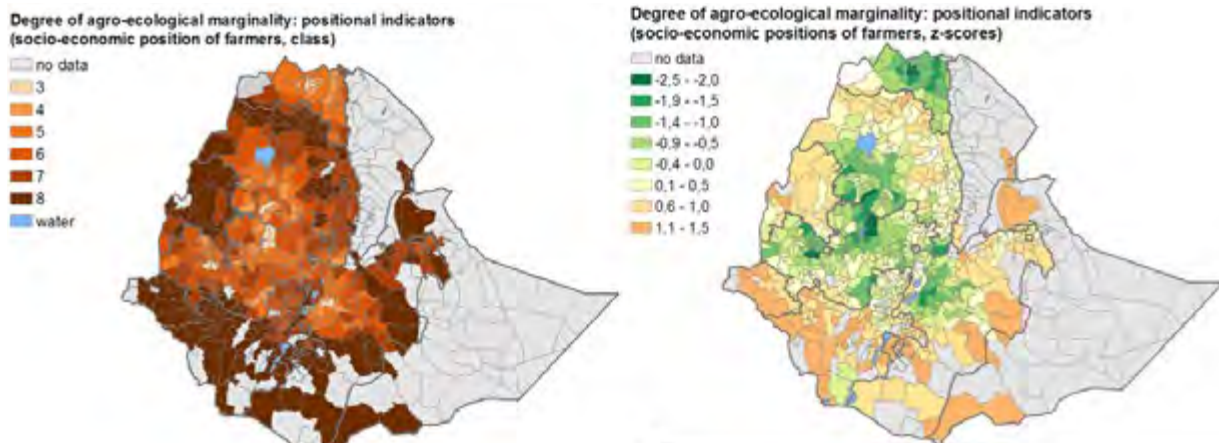 Degree of agro-ecological marginality: positional indicators
(socio-economic position of farmers, class)
no data
3
4
5
6
7
8
water
Degree of agro-ecological marginality: positional indicators
(socio-economic positions of farmers, z-scores)
no data
-2,5 - -2,0
-1,9 - -1,5
-1,4 - -1,0
-0,9 - -0,5
-0,4 - 0,0
0,1 - 0,5
0,6 - 1,0
1,1 - 1,5